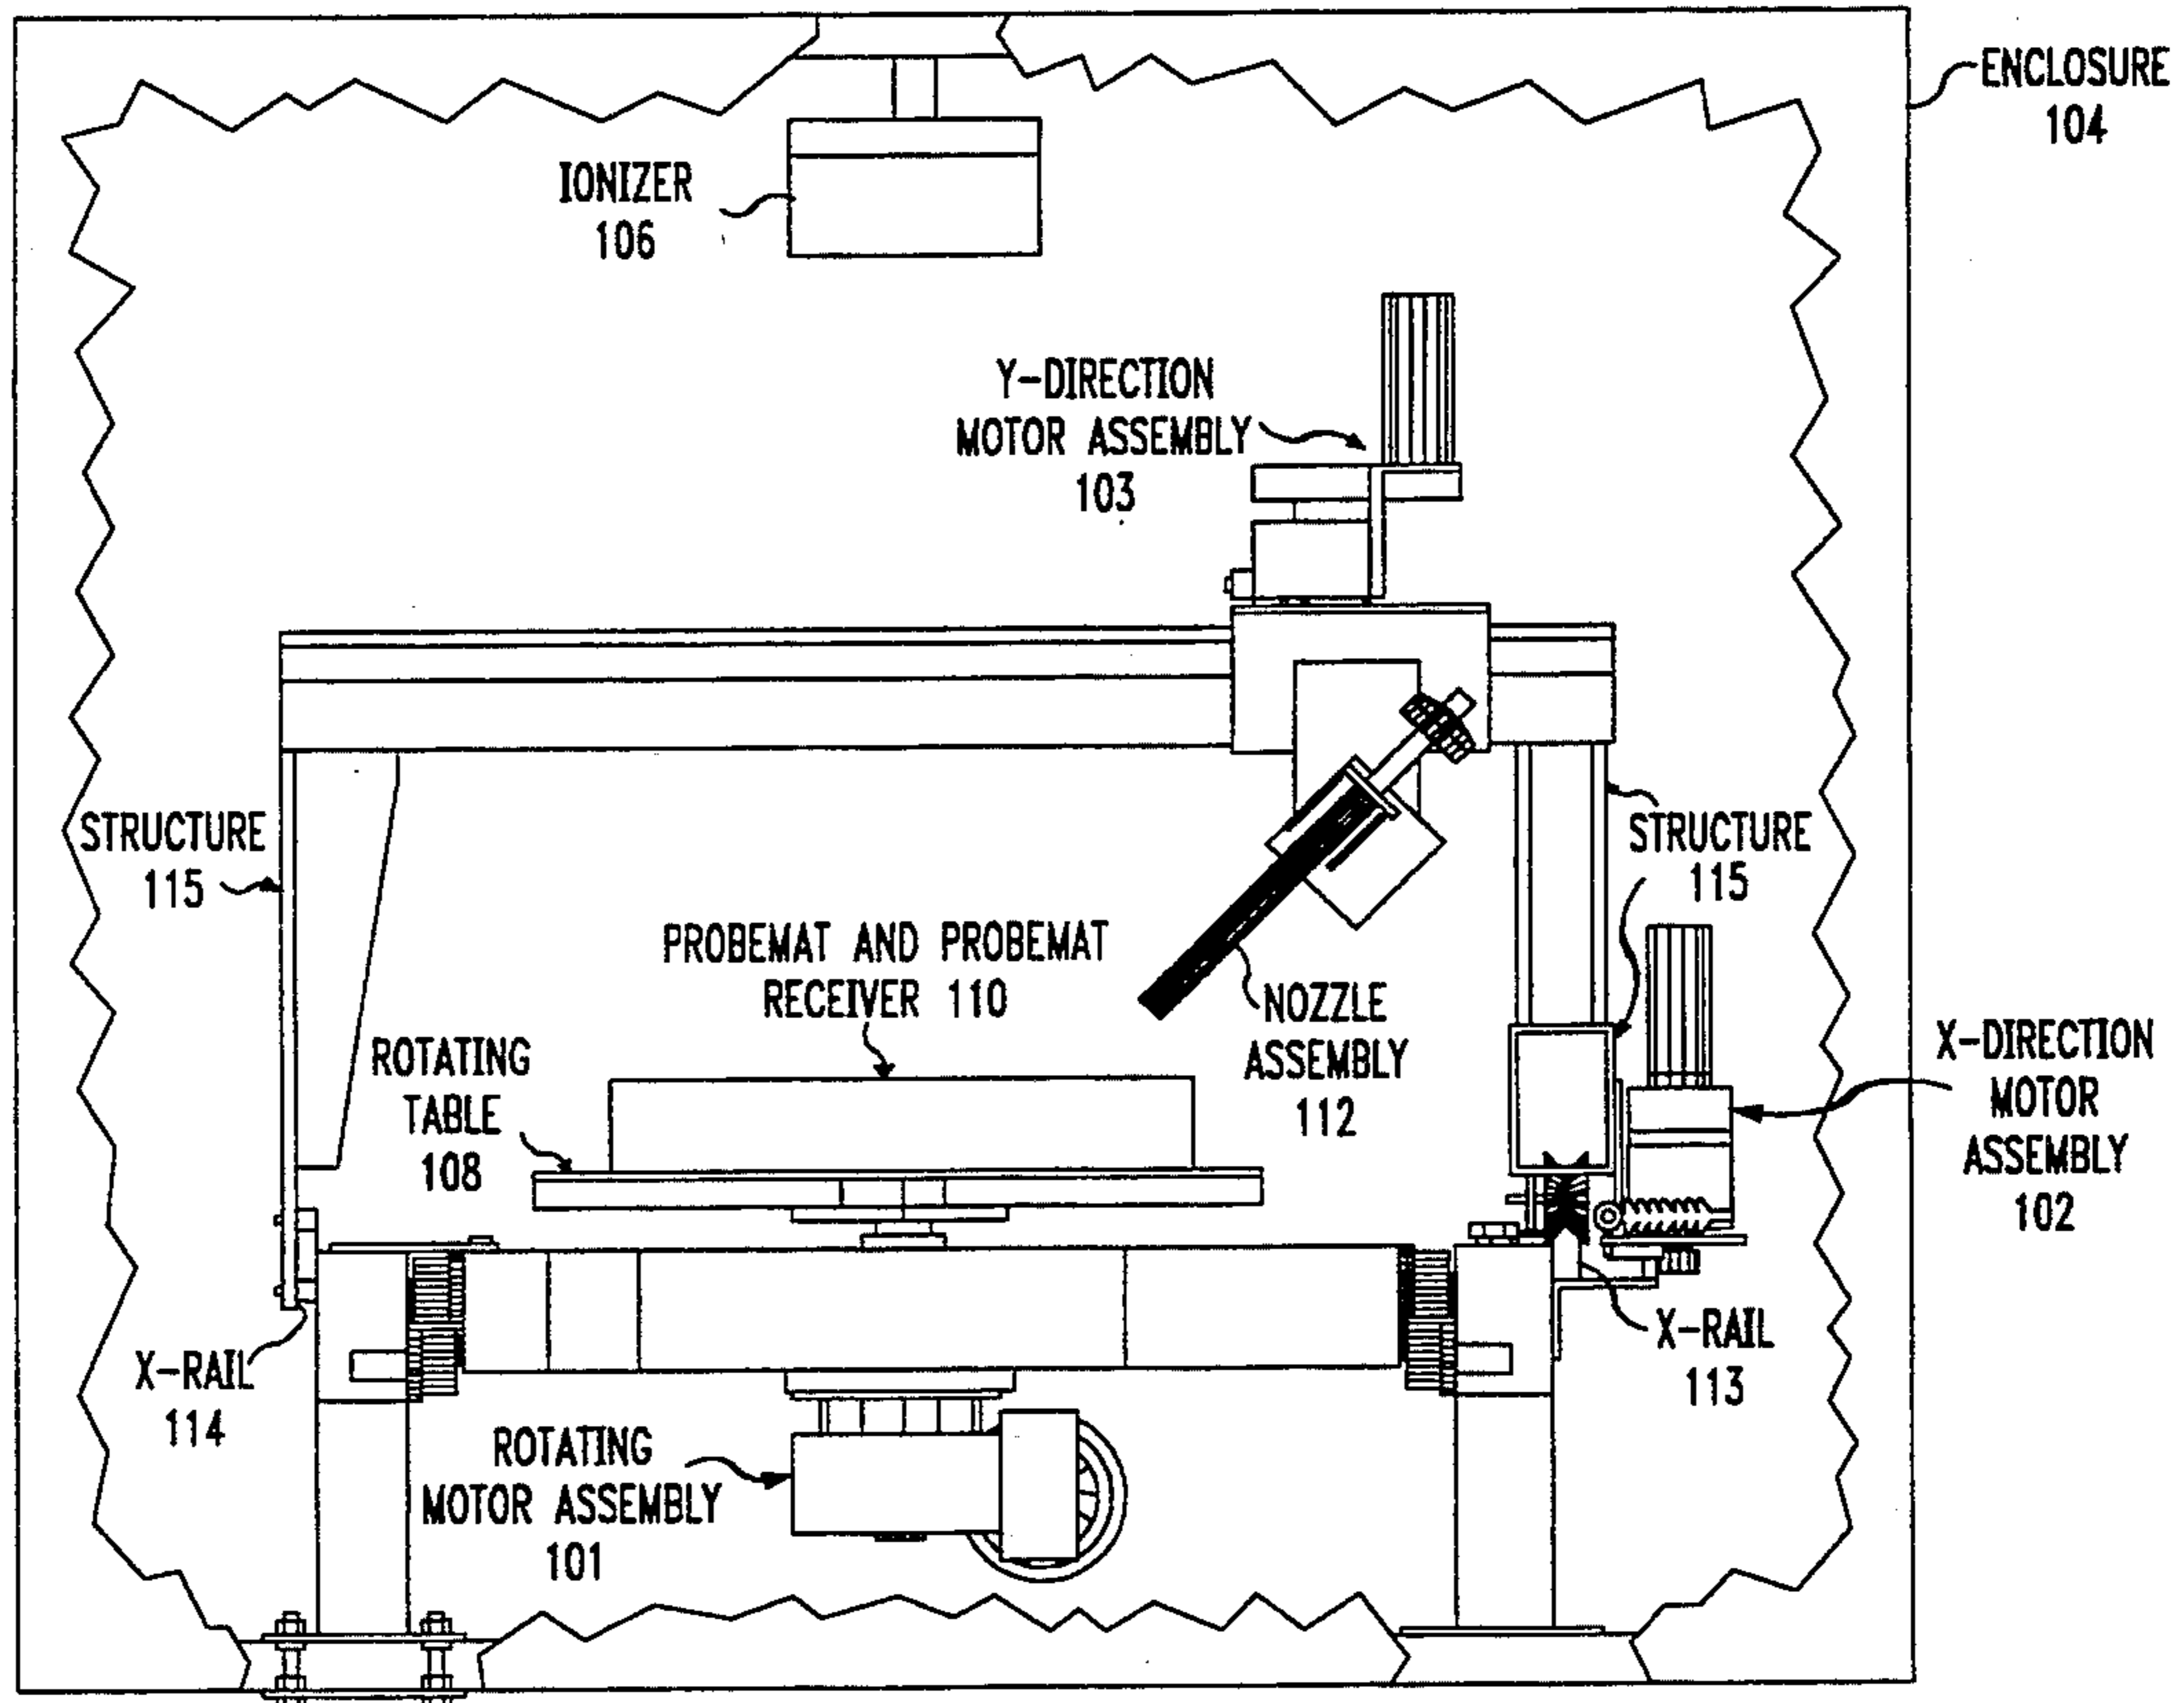 ENCLOSURE
104
IONIZER
106
Y-DIRECTION
MOTOR ASSEMBLY
103
STRUCTURE
115
STRUCTURE
115
PROBEMAT AND PROBEMAT
RECEIVER 110
NOZZLE
ASSEMBLY
112
ROTATING
TABLE
108
X-DIRECTION
MOTOR
ASSEMBLY
102
X-RAIL
114
X-RAIL
113
ROTATING
MOTOR ASSEMBLY
101